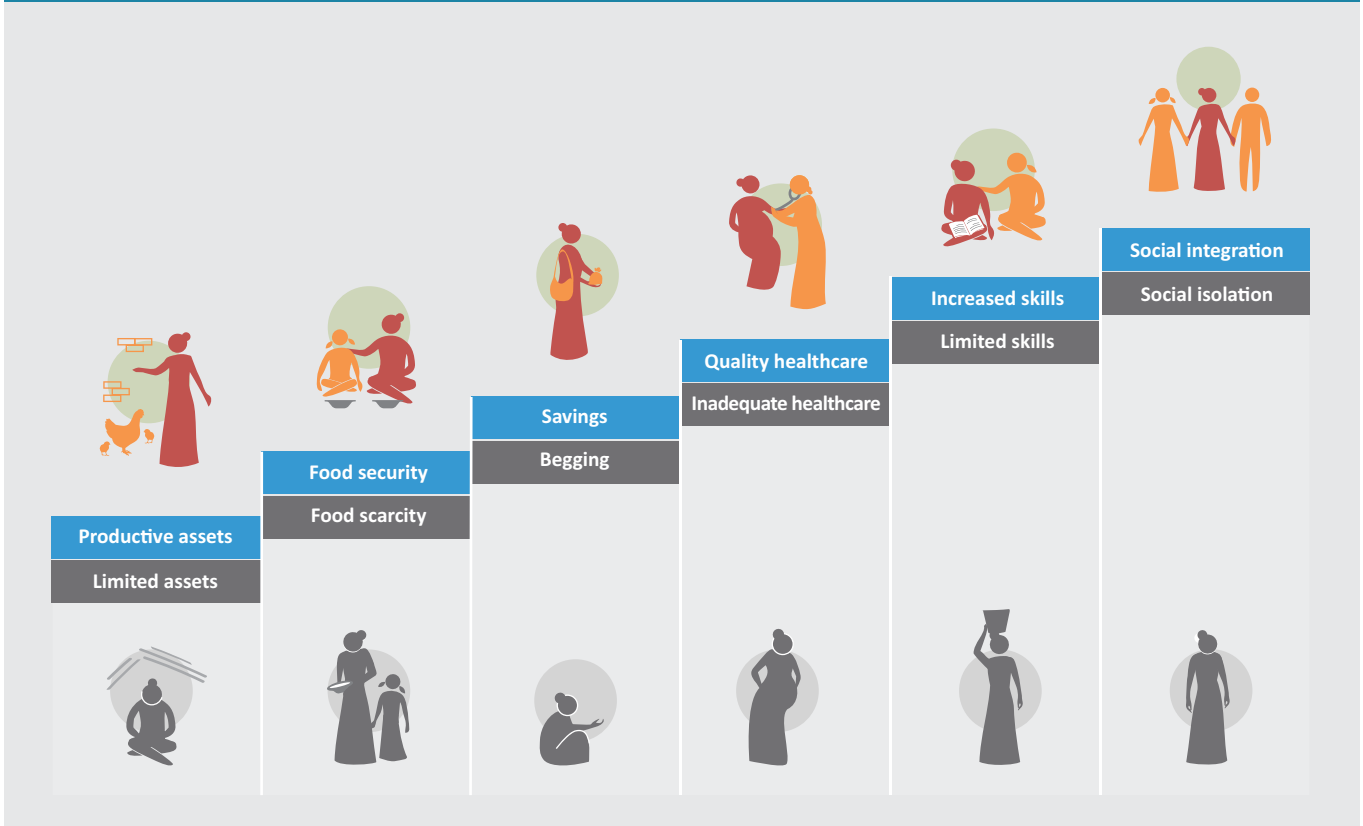 Productive assets
Limited assets
Food security
Food scarcity
Savings
Begging
Quality healthcare
Inadequate healthcare
Increased skills
Limited skills
Social integration
Social isolation